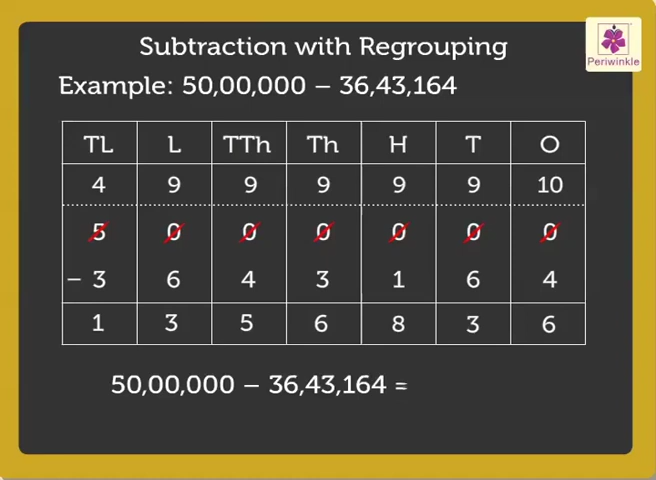 Subtraction with Regrouping
Periwinkle
Example: 50,00,000 – 36,43,164
TL L TTh Th H T O
4 9 9 9 9 9 10
5 0 0 0 0 0 0
– 3 6 4 3 1 6 4
1 3 5 6 8 3 6
50,00,000 – 36,43,164 =